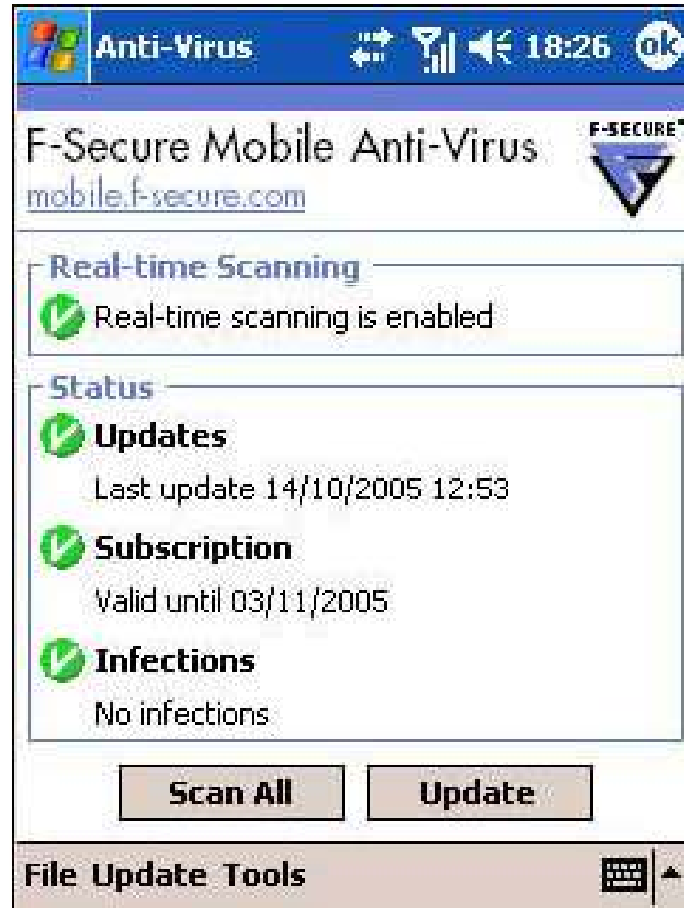 Anti-Virus 18:26 ok
F-SECURE
F-Secure Mobile Anti-Virus
mobile.f-secure.com
Real-time Scanning
Real-time scanning is enabled
Status
Updates
Last update 14/10/2005 12:53
Subscription
Valid until 03/11/2005
Infections
No infections
Scan All Update
File Update Tools